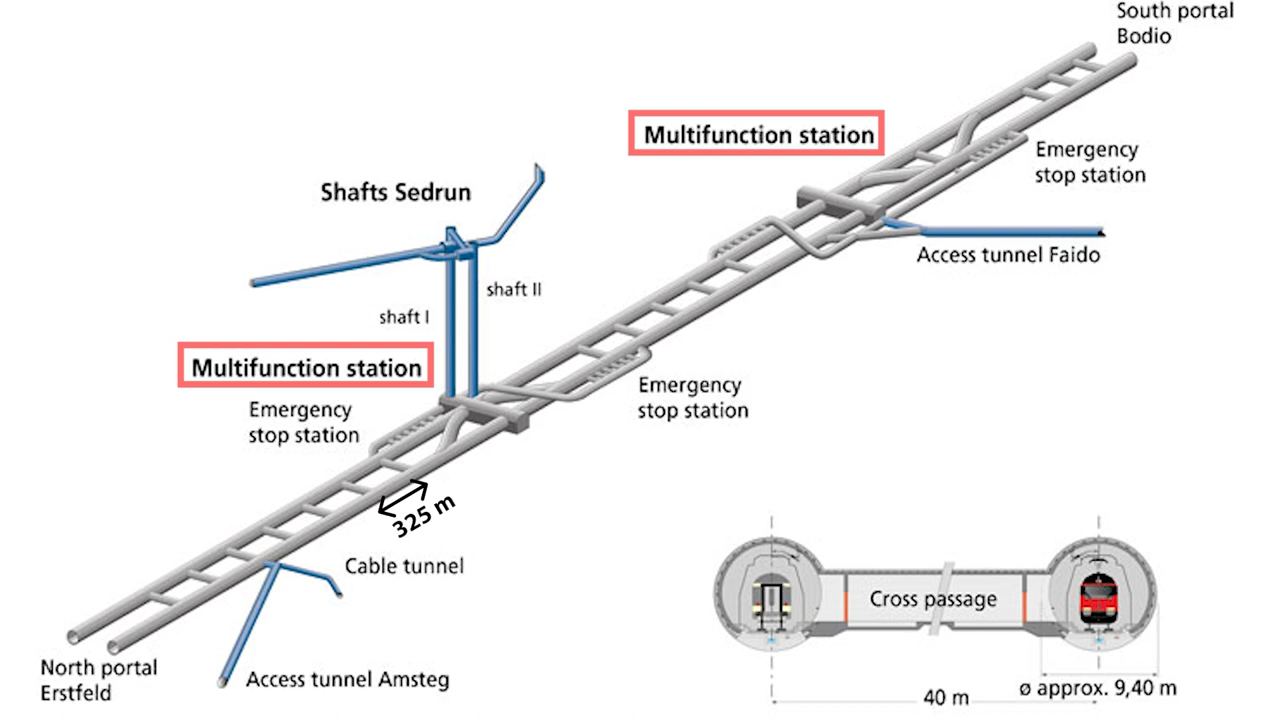 South portal
Bodio
Multifunction station
Emergency
stop station
Shafts Sedrun
Access tunnel Faido
shaft II
shaft I
Multifunction station
Emergency
stop station
Emergency
stop station
325 m
Cable tunnel
Cross passage
North portal
Erstfeld
Access tunnel Amsteg
40 m
ø approx. 9,40 m